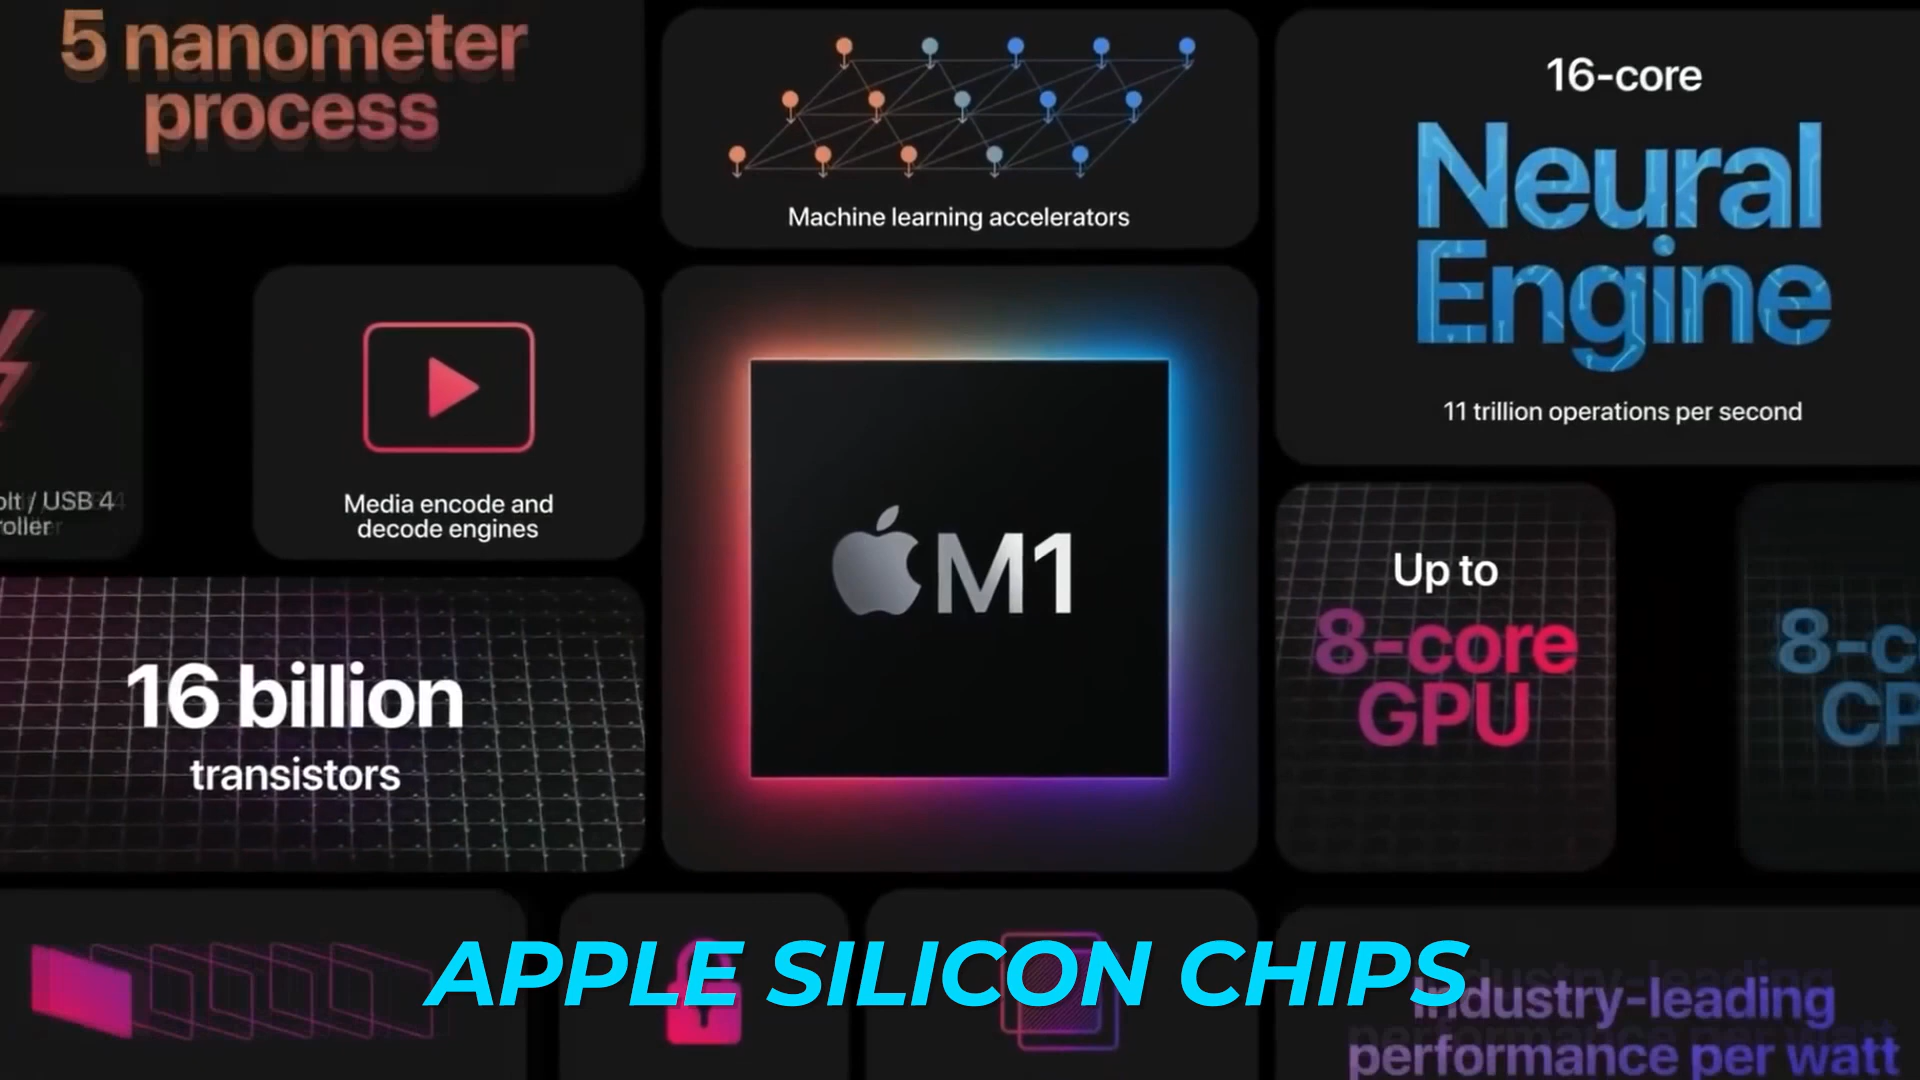 5 nanometer
process
Machine learning accelerators
16-core
Neural
Engine
11 trillion operations per second
/ USB 4
Media encode and
decode engines
M1
16 billion
transistors
Up to
8-core
GPU
APPLE SILICON CHIPS
Industry-leading
performance per watt